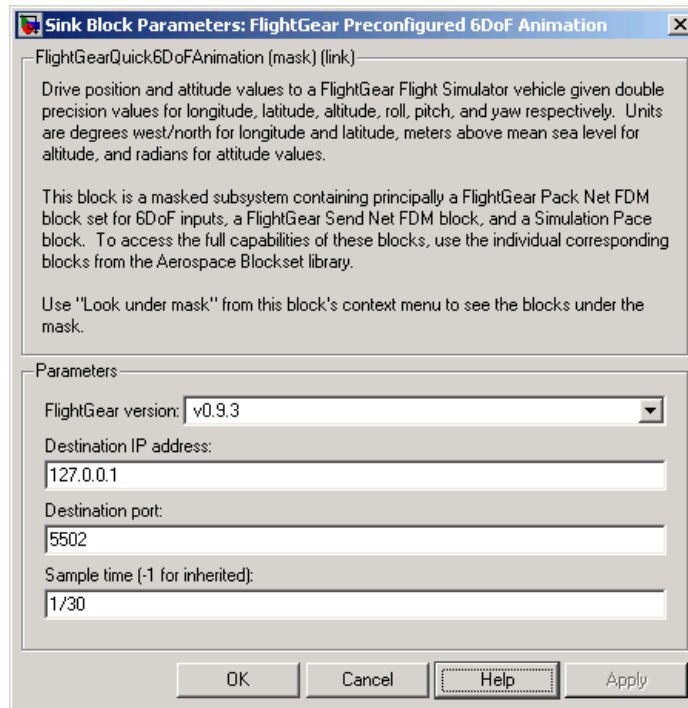 Sink Block Parameters: FlightGear Preconfigured 6DoF Animation
FlightGearQuick6DoFAnimation (mask) (link)
Drive position and attitude values to a FlightGear Flight Simulator vehicle given double
precision values for longitude, latitude, altitude, roll, pitch, and yaw respectively.  Units
are degrees west/north for longitude and latitude, meters above mean sea level for
altitude, and radians for attitude values.
This block is a masked subsystem containing principally a FlightGear Pack Net FDM
block set for 6DoF inputs, a FlightGear Send Net FDM block, and a Simulation Pace
block.  To access the full capabilities of these blocks, use the individual corresponding
blocks from the Aerospace Blockset library.
Use "Look under mask" from this block's context menu to see the blocks under the
mask.
Parameters
FlightGear version: v0.9.3
Destination IP address:
127.0.0.1
Destination port:
5502
Sample time (-1 for inherited):
1/30
OK Cancel Help Apply